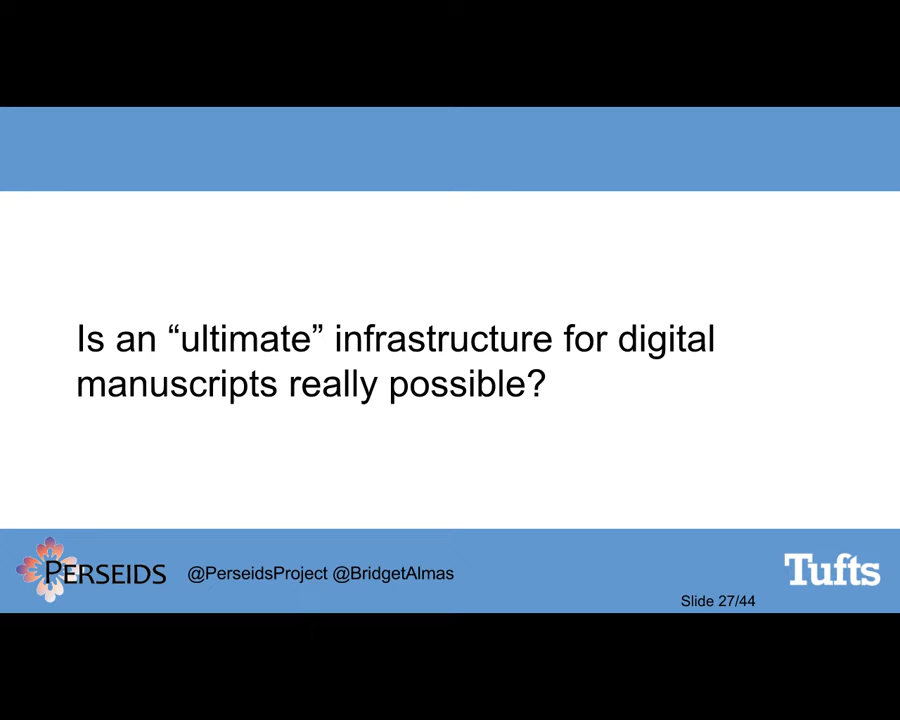 Is an “ultimate” infrastructure for digital
manuscripts really possible?
PERSEIDS
@PerseidsProject @BridgetAlmas
Tufts
Slide 27/44